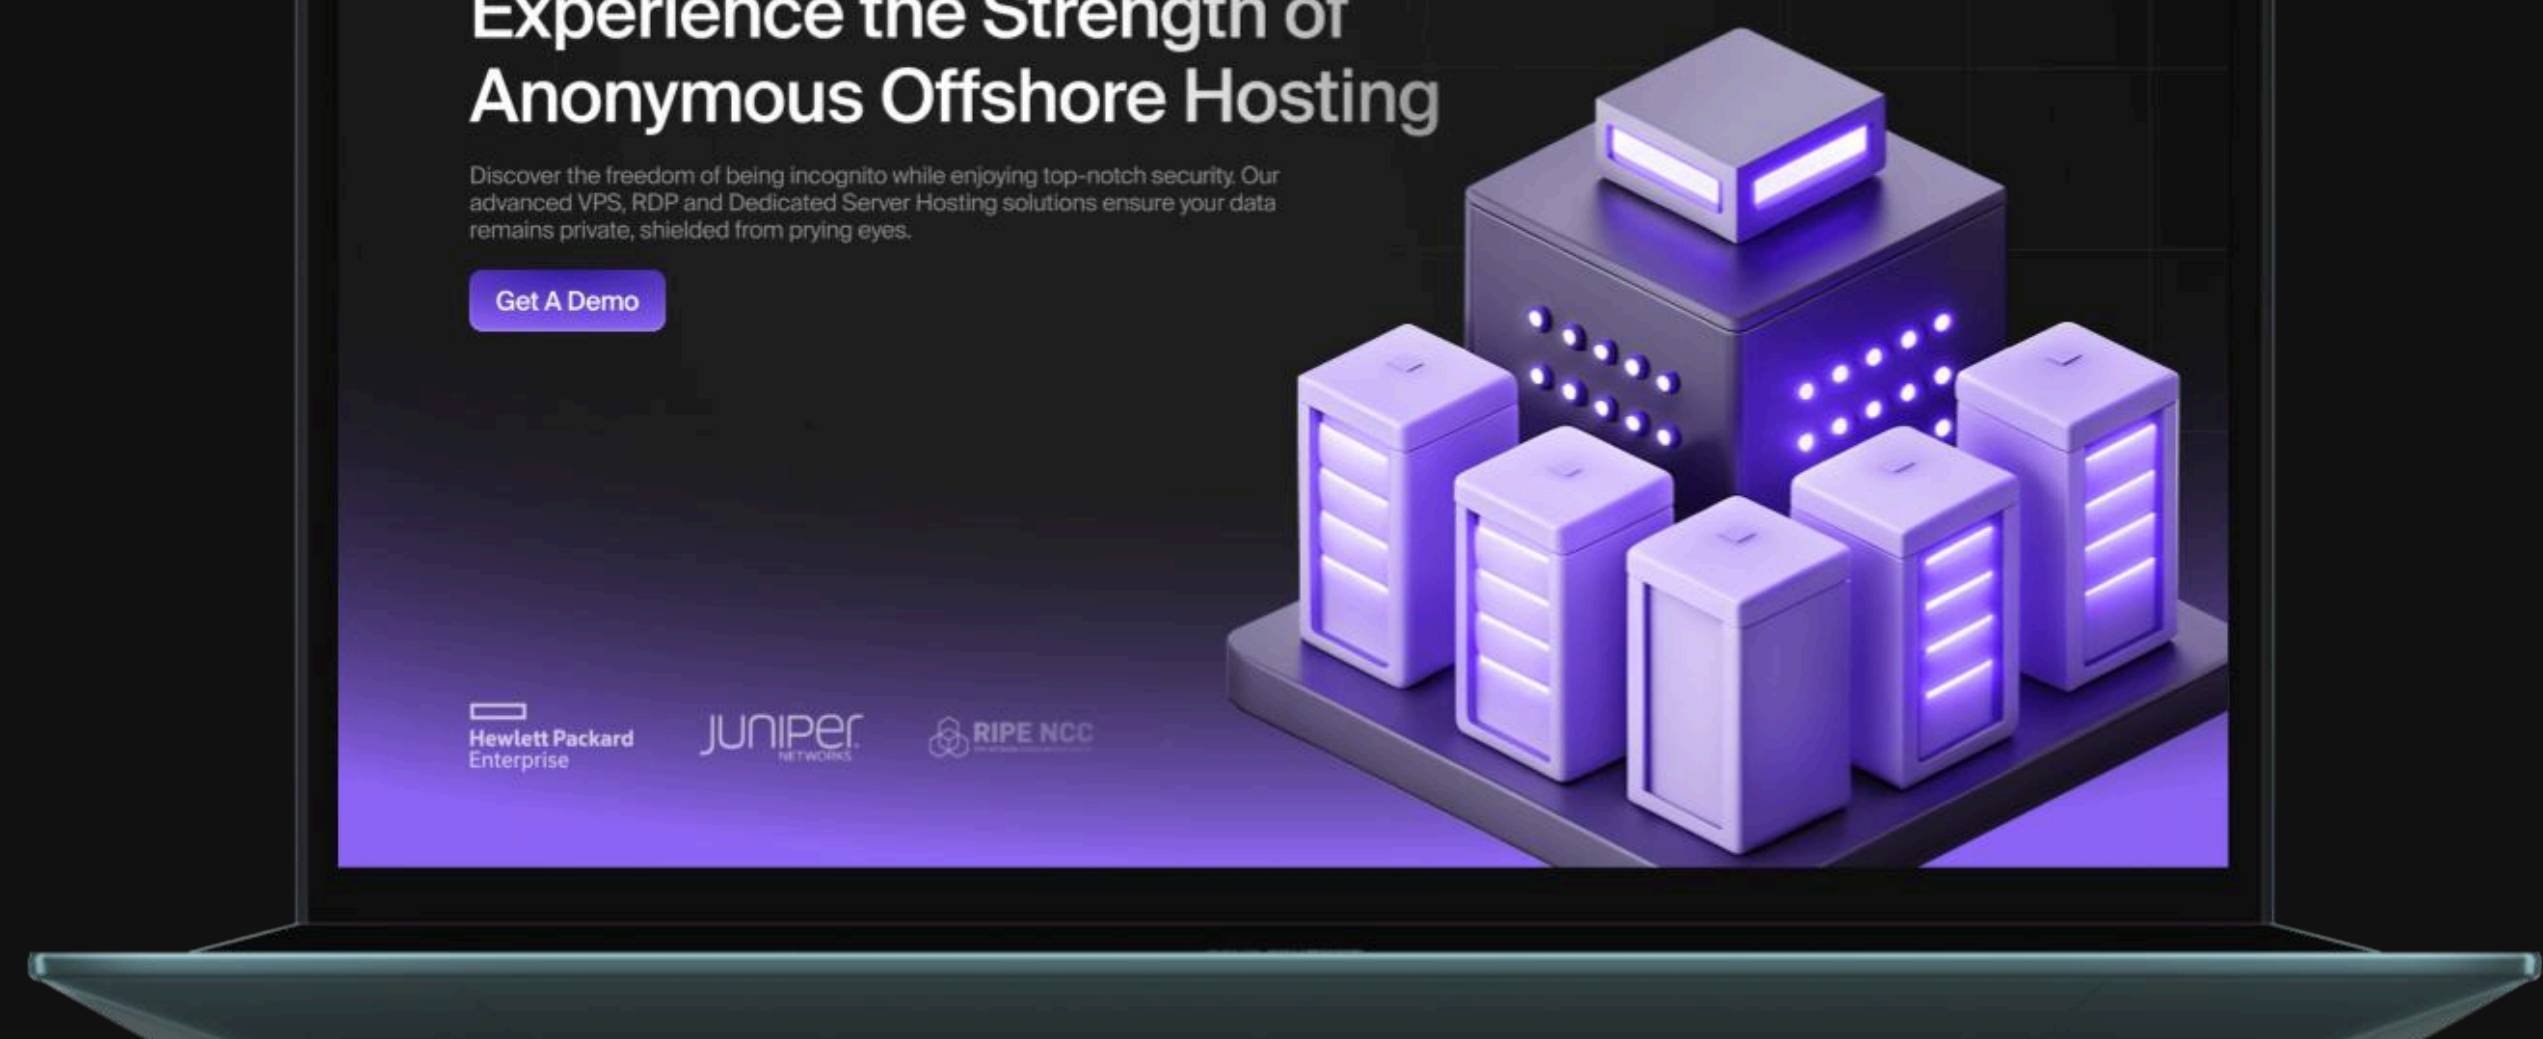 Experience the Strength of
Anonymous Offshore Hosting
Discover the freedom of being incognito while enjoying top-notch security. Our
advanced VPS, RDP and Dedicated Server Hosting solutions ensure your data
remains private, shielded from prying eyes.
Get A Demo
Hewlett Packard
Enterprise
JUNIPER
NETWORKS
RIPE NCC